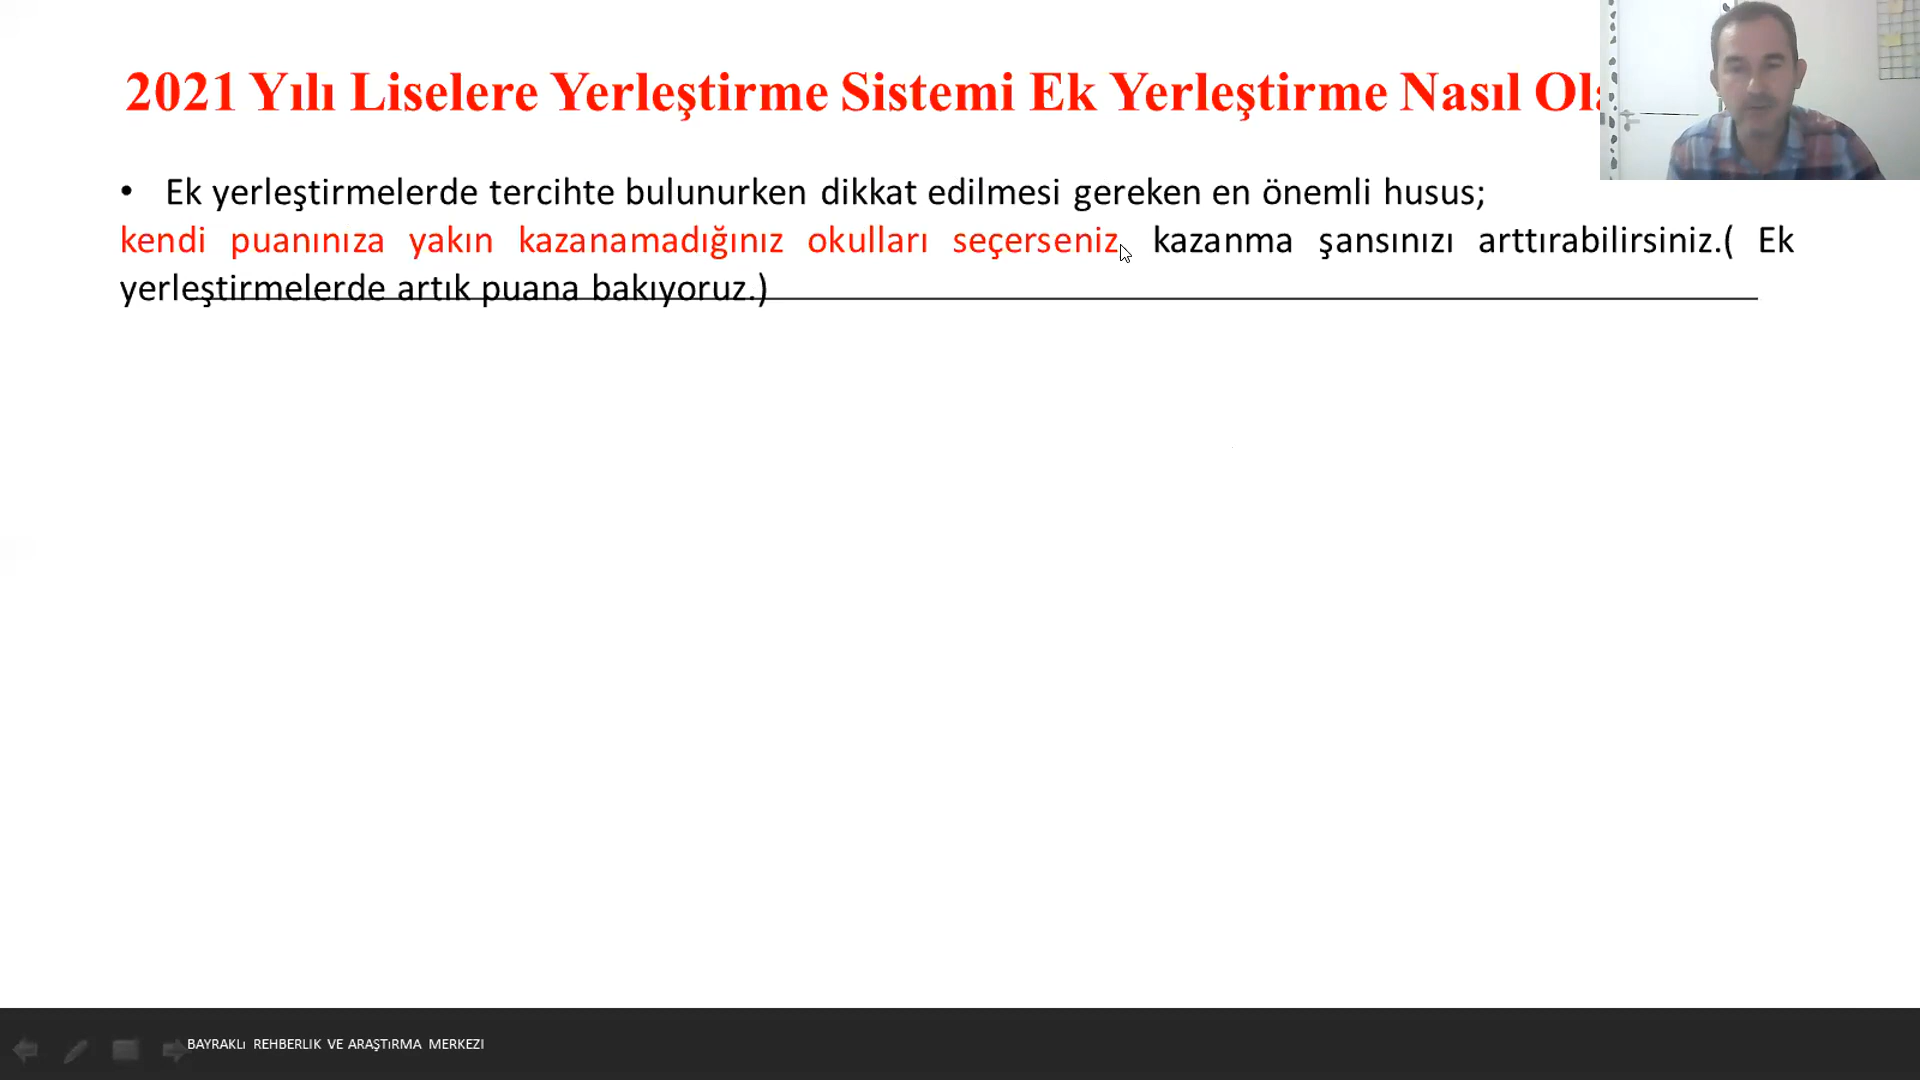 2021 Yılı Liselere Yerleştirme Sistemi Ek Yerleştirme Nasıl
• Ek yerleştirmelerde tercihte bulunurken dikkat edilmesi gereken en önemli husus;
kendi puanınıza yakın kazanamadığınız okulları seçerseniz kazanma şansınızı arttırabilirsiniz.( Ek
yerleştirmelerde artık puana bakıyoruz.)
BAYRAKLı REHBERLIK VE ARAŞTıRMA MERKEZI